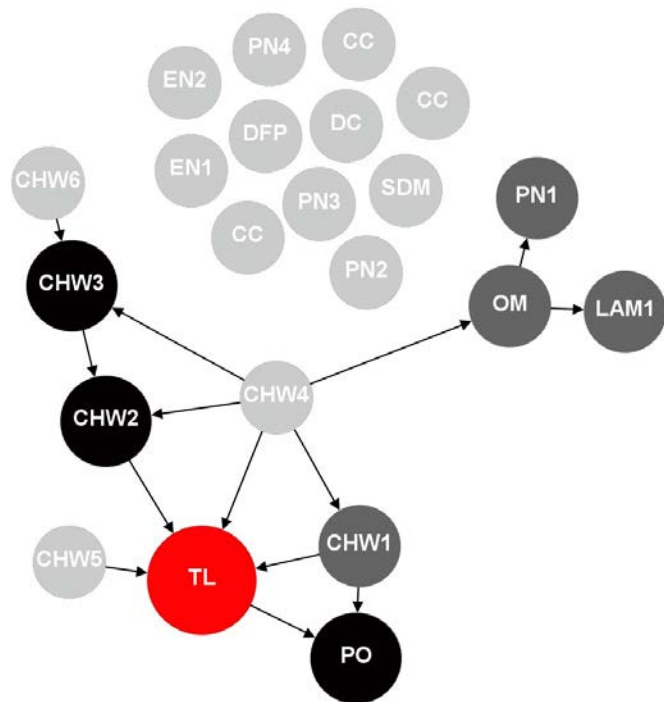 CC
PN4
EN2
CC
DC
DFP
EN1
SDM
CHW6
PN1
PN3
CC
PN2
CHW3
OM
LAM1
CHW4
CHW2
CHW1
CHW5
TL
PO